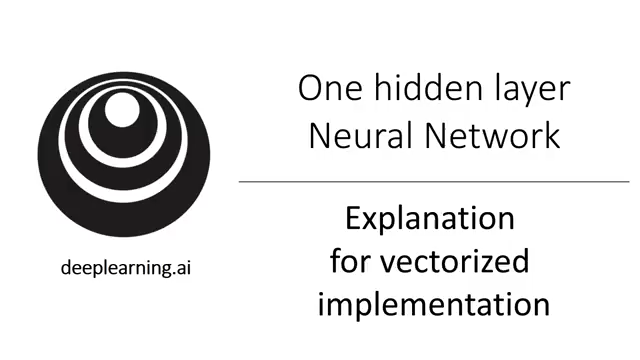 One hidden layer
Neural Network
Explanation
for vectorized
implementation
deeplearning.ai